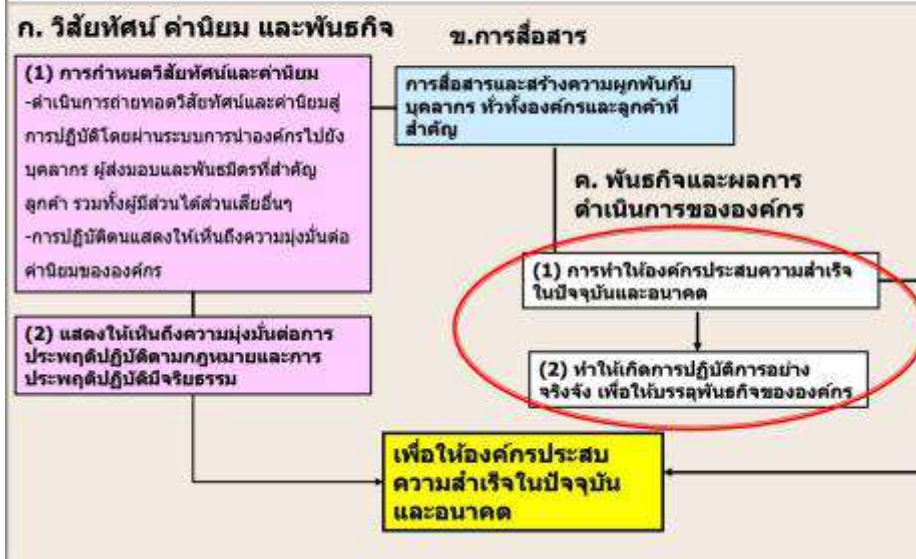 ก. วิสัยทัศน์ ค่านิยม และพันธกิจ
(1) การกำหนดวิสัยทัศน์และค่านิยม
-ดำเนินการถ่ายทอดวิสัยทัศน์และค่านิยมสู่
การปฏิบัติโดยผ่านระบบการนำองค์กรไปยัง
บุคลากร ผู้ส่งมอบและพันธมิตรที่สำคัญ
ลูกค้า รวมทั้งผู้มีส่วนได้ส่วนเสียอื่นๆ
-การปฏิบัติตนแสดงให้เห็นถึงความมุ่งมั่นต่อ
ค่านิยมขององค์กร
(2) แสดงให้เห็นถึงความมุ่งมั่นต่อการ
ประพฤติปฏิบัติตามกฎหมายและการ
ประพฤติปฏิบัติมีจริยธรรม
ข.การสื่อสาร
การสื่อสารและสร้างความผูกพันกับ
บุคลากร ทั่วทั้งองค์กรและลูกค้าที่
สำคัญ
ค. พันธกิจและผลการ
ดำเนินการขององค์กร
(1) การทำให้องค์กรประสบความสำเร็จ
ในปัจจุบันและอนาคต
(2) ทำให้เกิดการปฏิบัติการอย่าง
จริงจัง เพื่อให้บรรลุพันธกิจขององค์กร
เพื่อให้องค์กรประสบ
ความสำเร็จในปัจจุบัน
และอนาคต